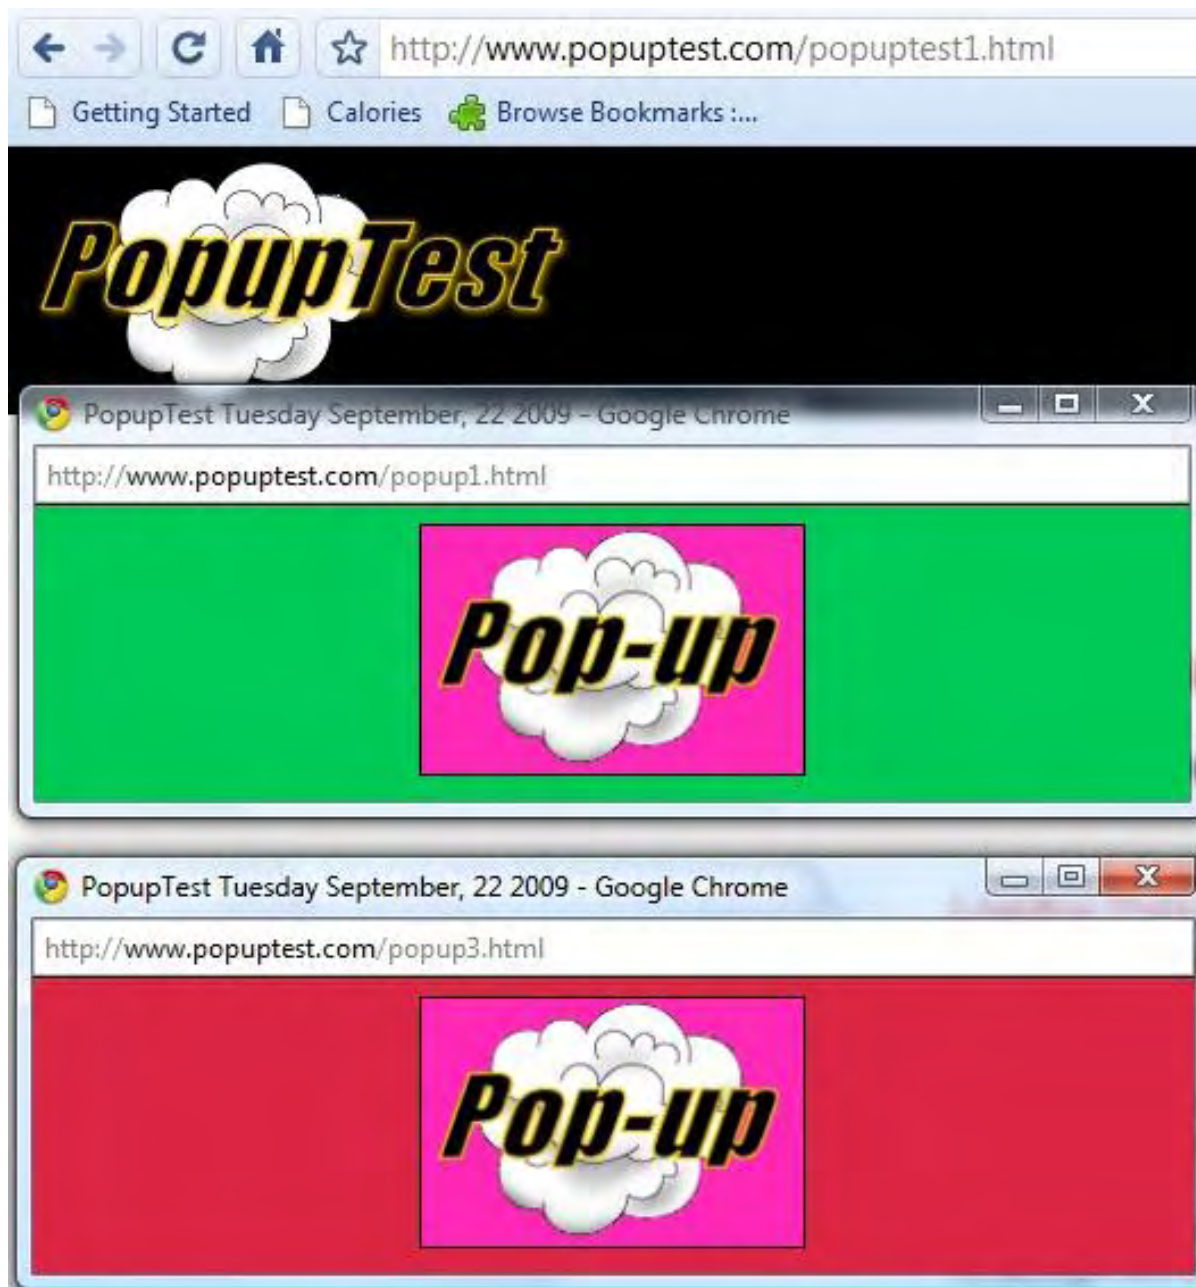 http://www.popuptest.com/popuptest1.html
Getting Started Calories Browse Bookmarks :...
PopupTest
PopupTest Tuesday September, 22 2009 - Google Chrome
http://www.popuptest.com/popup1.html
Pop-up
PopupTest Tuesday September, 22 2009 - Google Chrome
http://www.popuptest.com/popup3.html
Pop-up